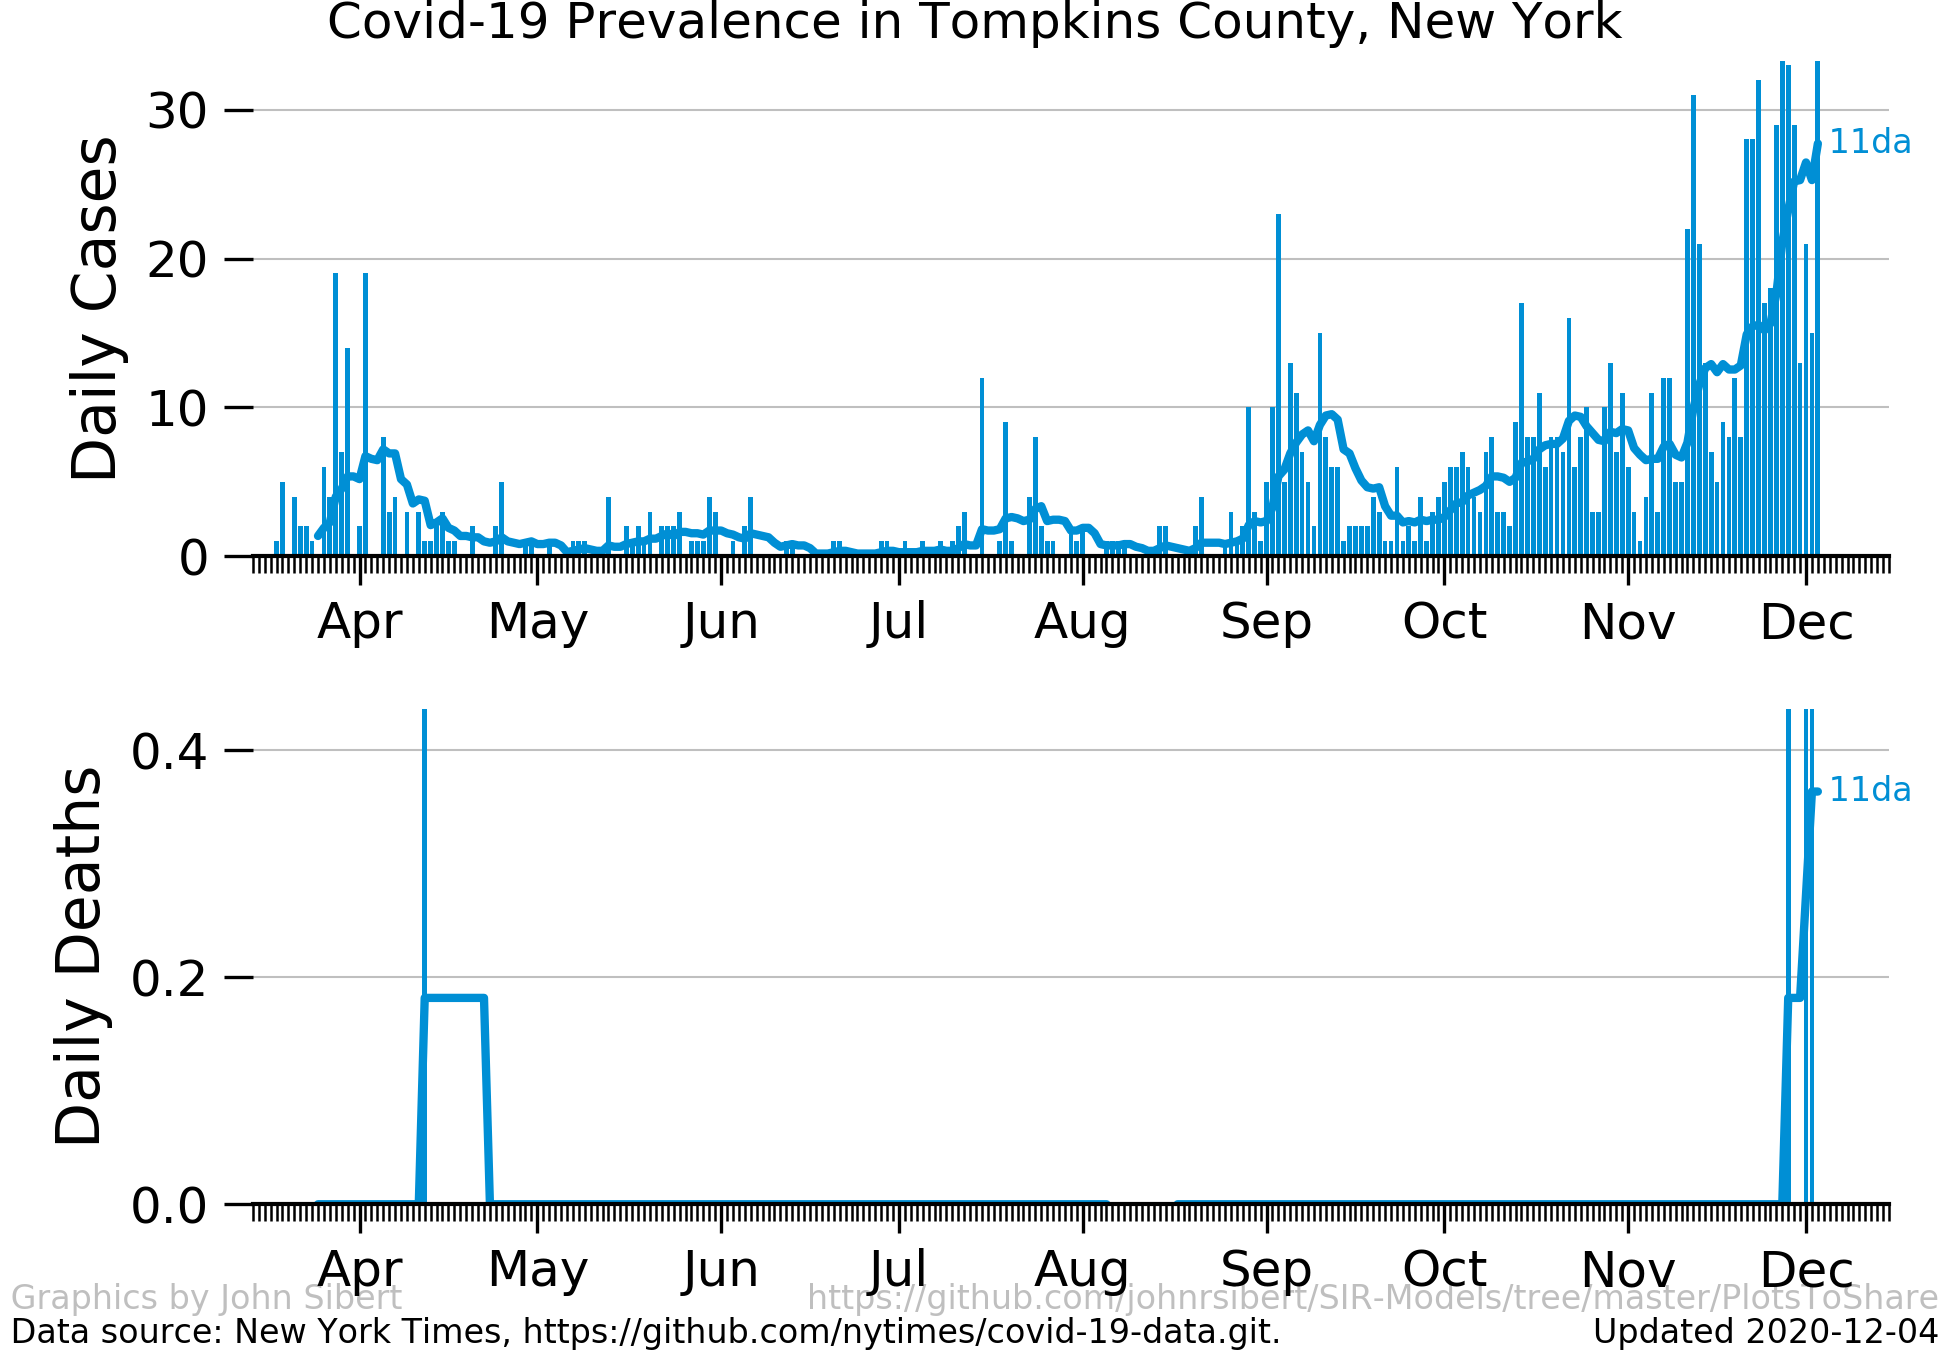 Covid-19 Prevalence in Tompkins County, New York
Daily Cases
30
20
10
0
11da
Apr May Jun Jul Aug Sep Oct Nov Dec
Daily Deaths
0.4
0.2
0.0
11da
Apr May Jun Jul Aug Sep Oct Nov Dec
Graphics by John Sibert https://github.com/johnrsibert/SIR-Models/tree/master/PlotsToShare
Data source: New York Times, https://github.com/nytimes/covid-19-data.git. Updated 2020-12-04